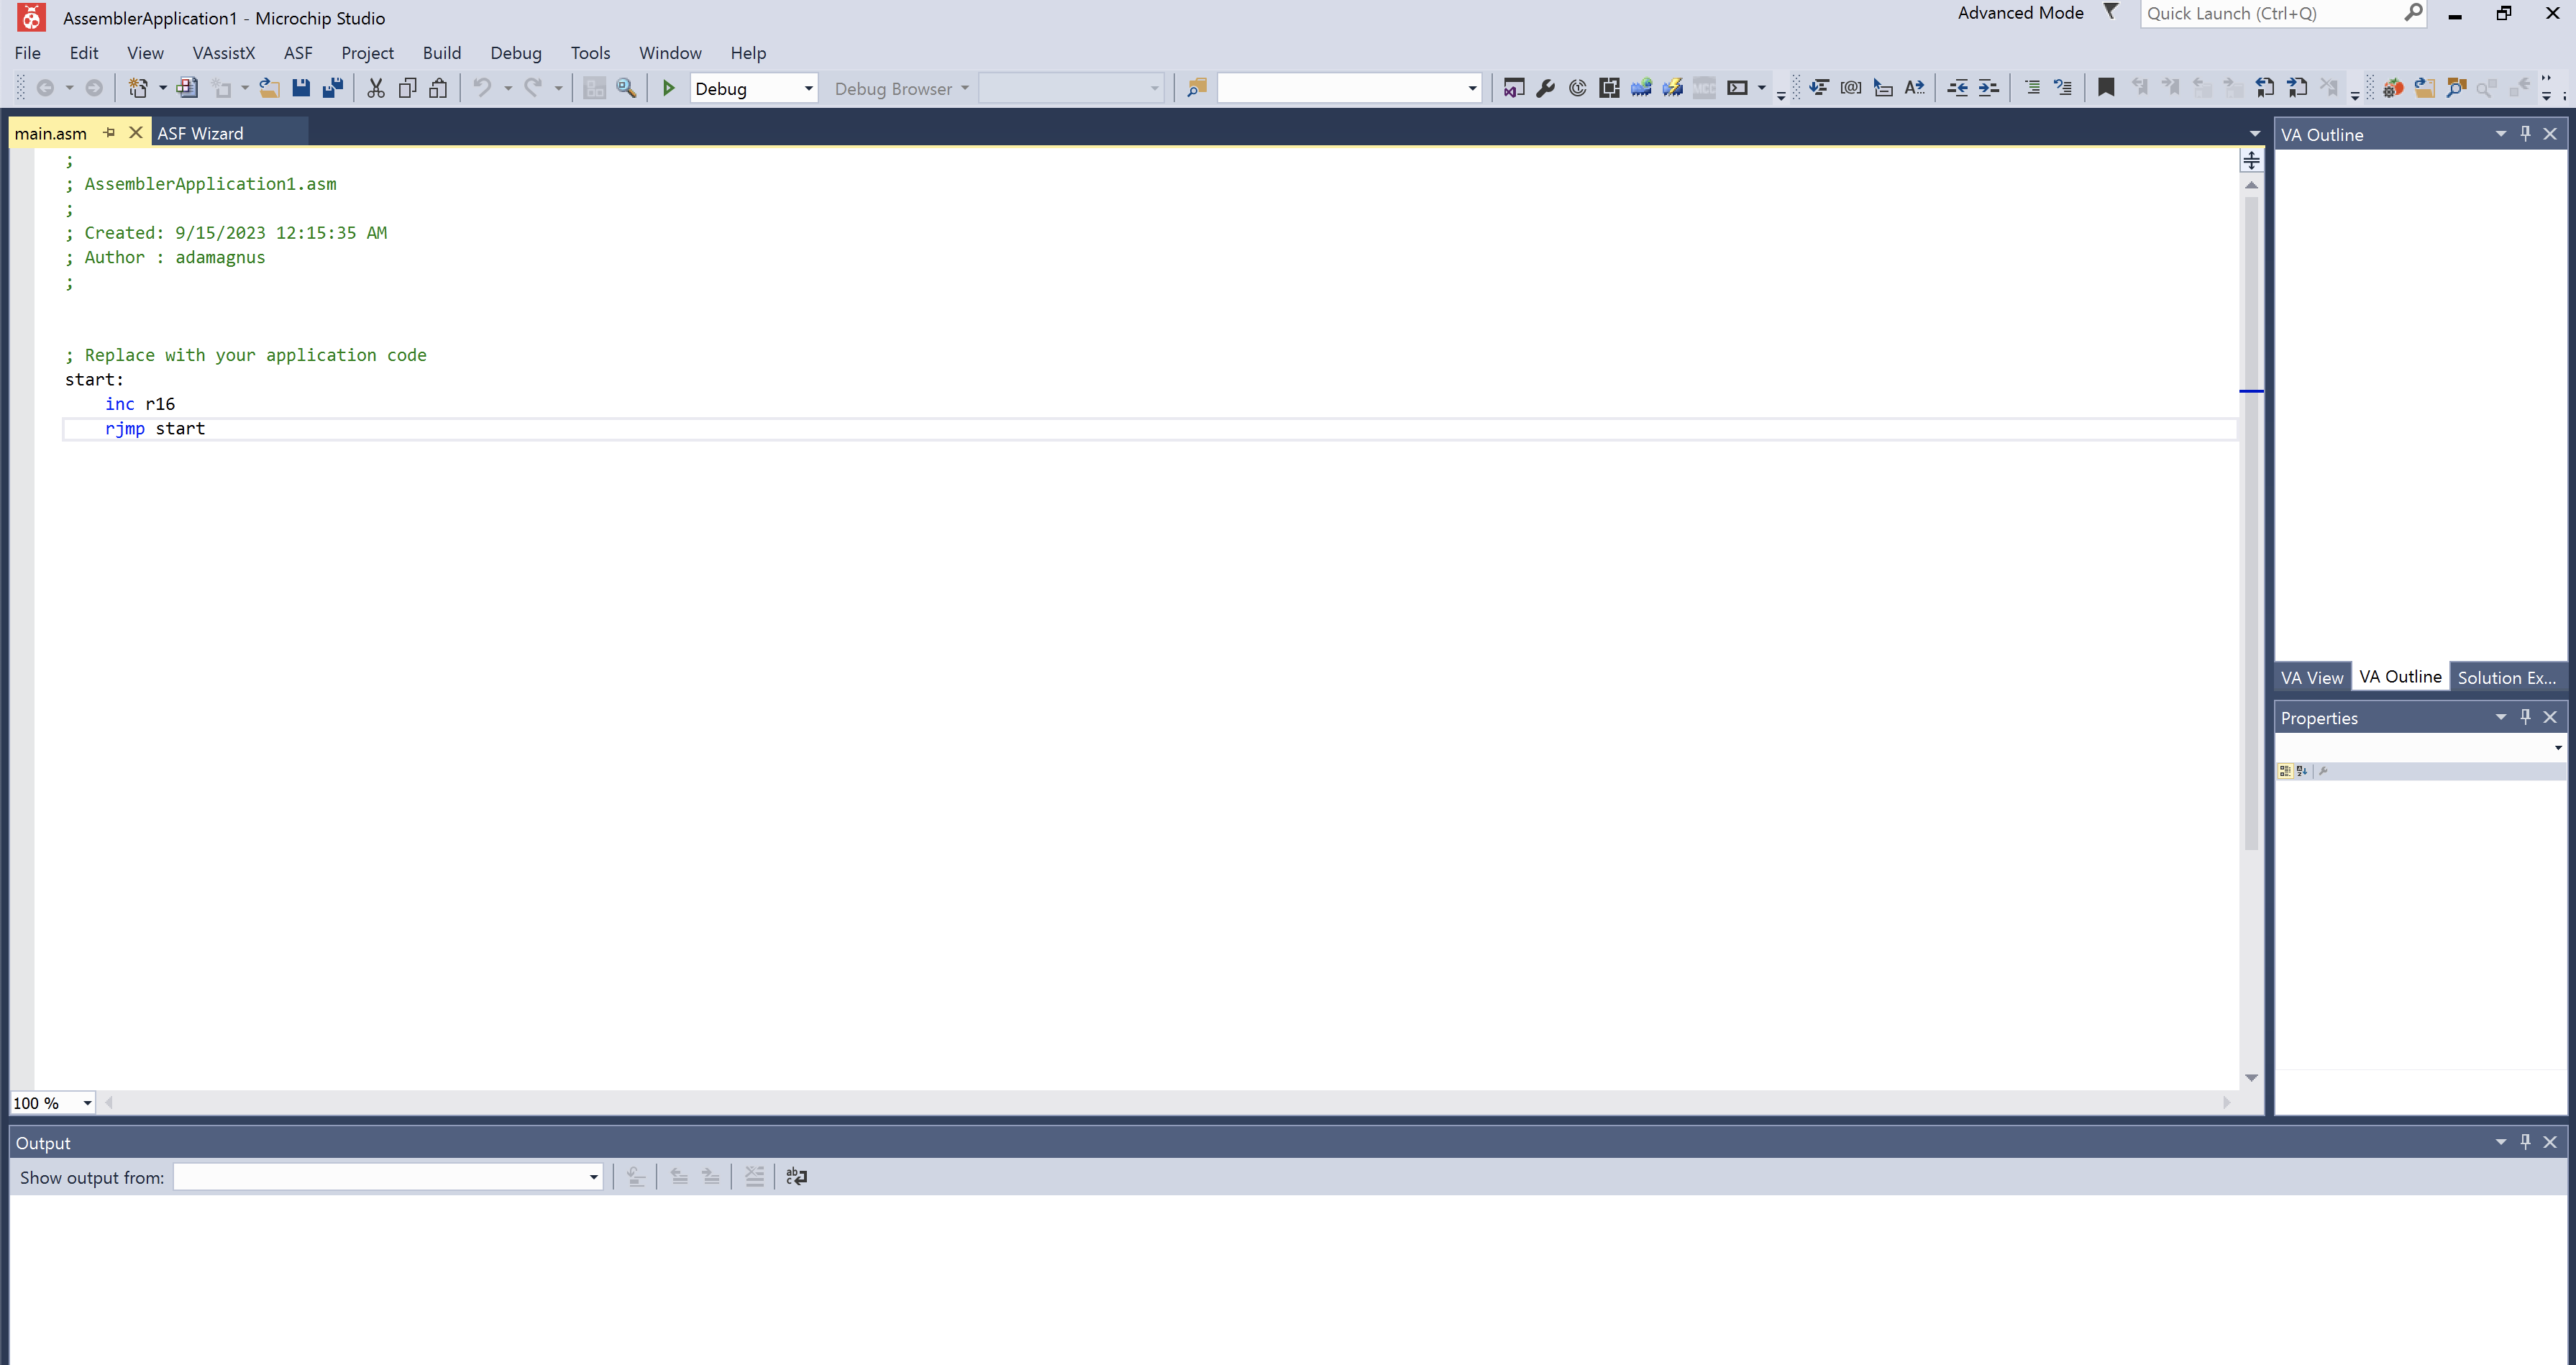 AssemblerApplication1 - Microchip Studio
Advanced Mode
Quick Launch (Ctrl+Q)
File Edit View VAssistX ASF Project Build Debug Tools Window Help
Debug
Debug Browser
MCC
main.asm
ASF Wizard
;
; AssemblerApplication1.asm
;
; Created: 9/15/2023 12:15:35 AM
; Author : adamagnus
;
; Replace with your application code
start:
inc r16
rjmp start
100 %
VA Outline
VA View
VA Outline
Solution Ex...
Properties
Output
Show output from: